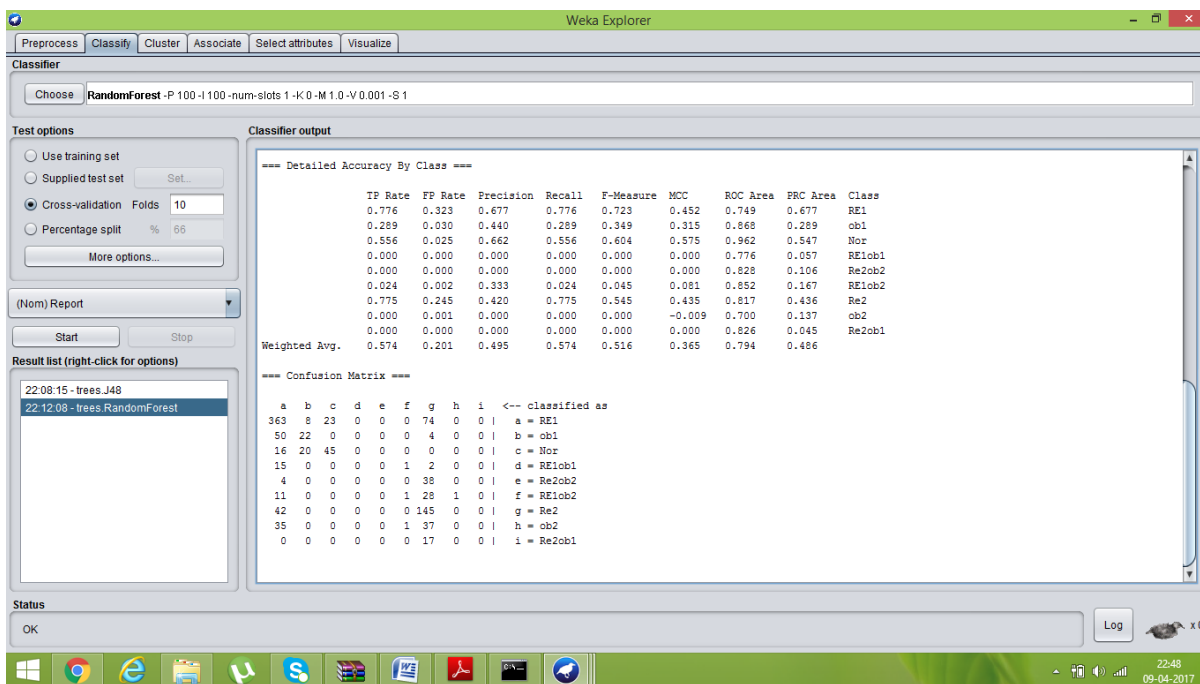 Weka Explorer
Preprocess Classify Cluster Associate Select attributes Visualize
Classifier
Choose RandomForest -P 100 -I 100 -num-slots 1 -K 0 -M 1.0 -V 0.001 -S 1
Test options
Use training set
Supplied test set Set...
Cross-validation Folds 10
Percentage split % 66
More options...
(Nom) Report
Start Stop
Result list (right-click for options)
22:08:15 - trees.J48
22:12:08 - trees.RandomForest
Classifier output
=== Detailed Accuracy By Class ===
TP Rate FP Rate Precision Recall F-Measure MCC ROC Area PRC Area Class
0.776 0.323 0.677 0.776 0.723 0.452 0.749 0.677 RE1
0.289 0.030 0.440 0.289 0.349 0.315 0.868 0.289 ob1
0.556 0.025 0.662 0.556 0.604 0.575 0.962 0.547 Nor
0.000 0.000 0.000 0.000 0.000 0.000 0.776 0.057 RE1ob1
0.000 0.000 0.000 0.000 0.000 0.000 0.828 0.106 Re2ob2
0.024 0.002 0.333 0.024 0.045 0.081 0.852 0.167 RE1ob2
0.775 0.245 0.420 0.775 0.545 0.435 0.817 0.436 Re2
0.000 0.001 0.000 0.000 0.000 -0.009 0.700 0.137 ob2
0.000 0.000 0.000 0.000 0.000 0.000 0.826 0.045 Re2ob1
Weighted Avg. 0.574 0.201 0.495 0.574 0.516 0.365 0.794 0.486
=== Confusion Matrix ===
a b c d e f g h i <-- classified as
363 8 23 0 0 0 74 0 0 | a = RE1
50 22 0 0 0 0 4 0 0 | b = ob1
16 20 45 0 0 0 0 0 0 | c = Nor
15 0 0 0 0 1 2 0 0 | d = RE1ob1
4 0 0 0 0 0 38 0 0 | e = Re2ob2
11 0 0 0 0 1 28 1 0 | f = RE1ob2
42 0 0 0 0 0 145 0 0 | g = Re2
35 0 0 0 0 1 37 0 0 | h = ob2
0 0 0 0 0 0 17 0 0 | i = Re2ob1
Status
OK
Log
x 0
22:48
09-04-2017